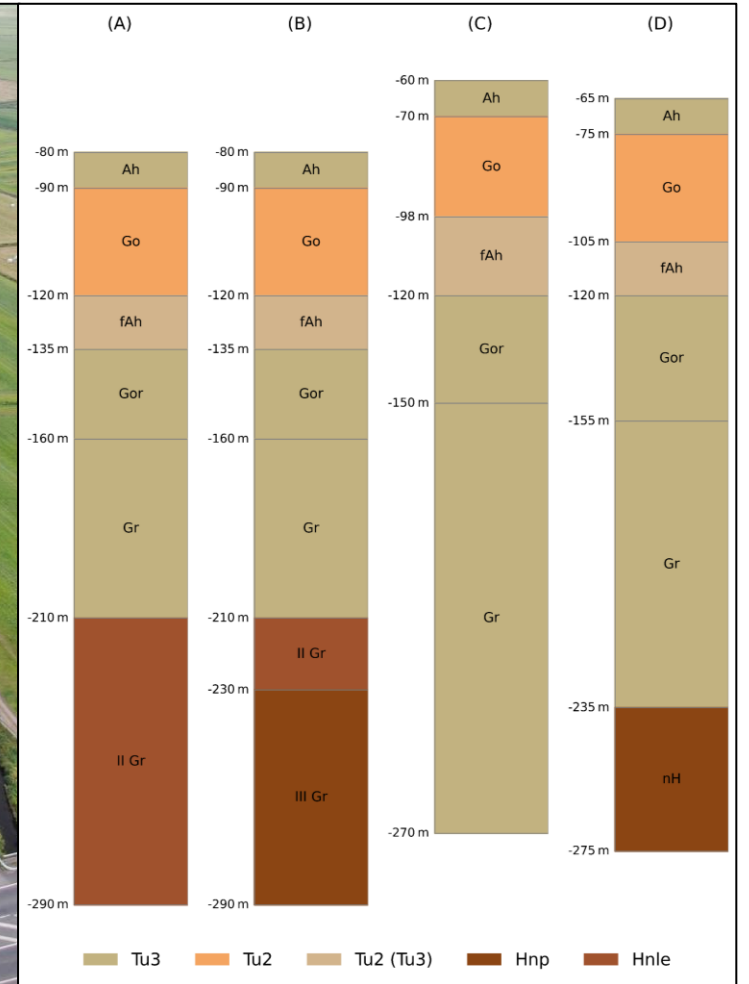 (A)
-80 m
Ah
-90 m
Go
-120 m
fAh
-135 m
Gor
-160 m
Gr
-210 m
II Gr
-290 m
(B)
-80 m
Ah
-90 m
Go
-120 m
fAh
-135 m
Gor
-160 m
Gr
-210 m
II Gr
-230 m
III Gr
-290 m
(C)
-60 m
Ah
-70 m
Go
-98 m
fAh
-120 m
Gor
-150 m
Gr
-270 m
(D)
-65 m
Ah
-75 m
Go
-105 m
fAh
-120 m
Gor
-155 m
Gr
-235 m
nH
-275 m
Tu3 Tu2 Tu2 (Tu3) Hnp Hnle